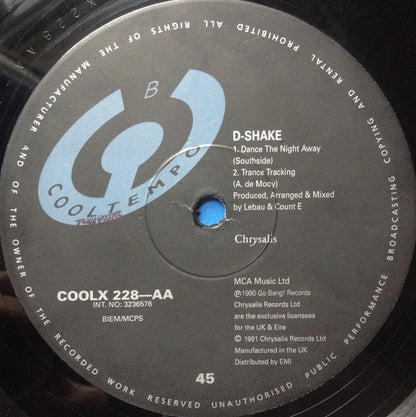 ALL RIGHTS OF THE MANUFACTURER AND OF THE OWNER OF THE RECORDED WORK RESERVED UNAUTHORISED PUBLIC PERFORMANCE BROADCASTING COPYING AND RENTAL PROHIBITED
B
COOLTEMPO
D-SHAKE
1. Dance The Night Away
(Southside)
2. Trance Tracking
(A. de Mocy)
Produced, Arranged & Mixed
by Lebau & Count E
Chrysalis
COOLX 228—AA
INT. NO: 3236576
BIEM/MCPS
MCA Music Ltd
℗ 1990 Go Bang! Records
Chrysalis Records Ltd
are the exclusive licensees
for the UK & Eire
© 1991 Chrysalis Records Ltd
Manufactured in the UK
Distributed by EMI
45